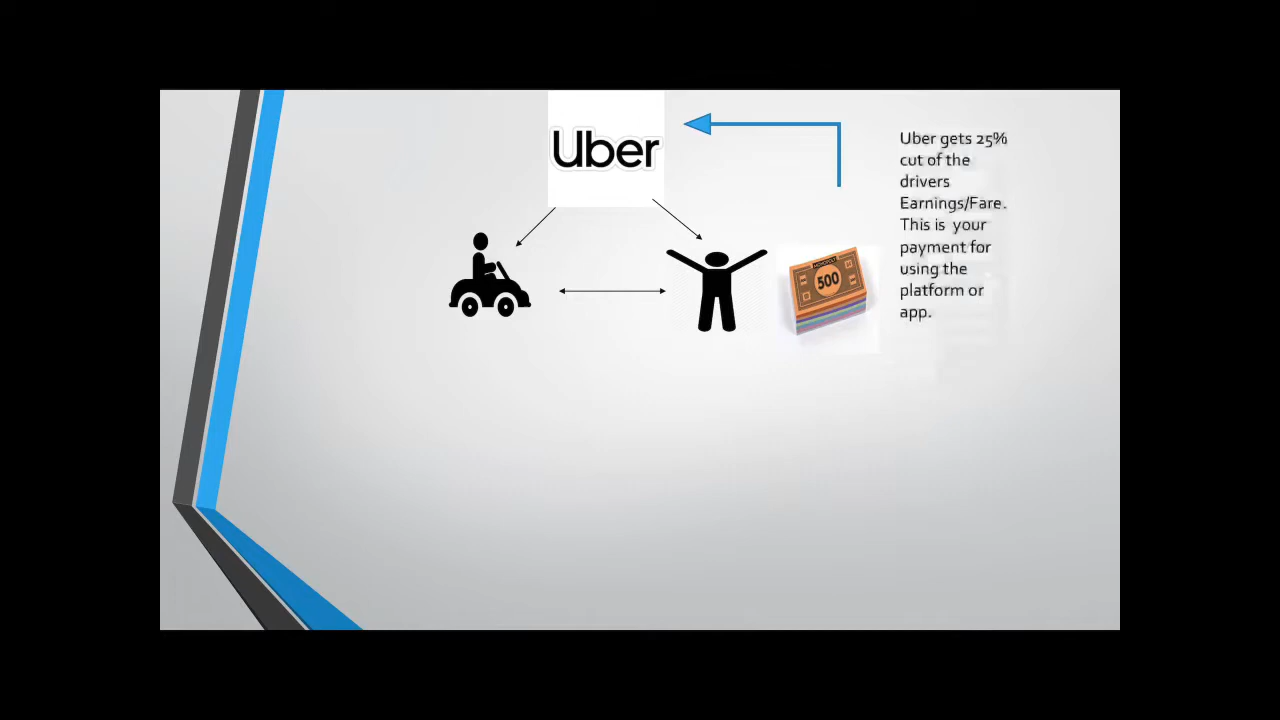 Uber
Uber gets 25%
cut of the
drivers
Earnings/Fare.
This is  your
payment for
using the
platform or
app.
MONOPOLY
500